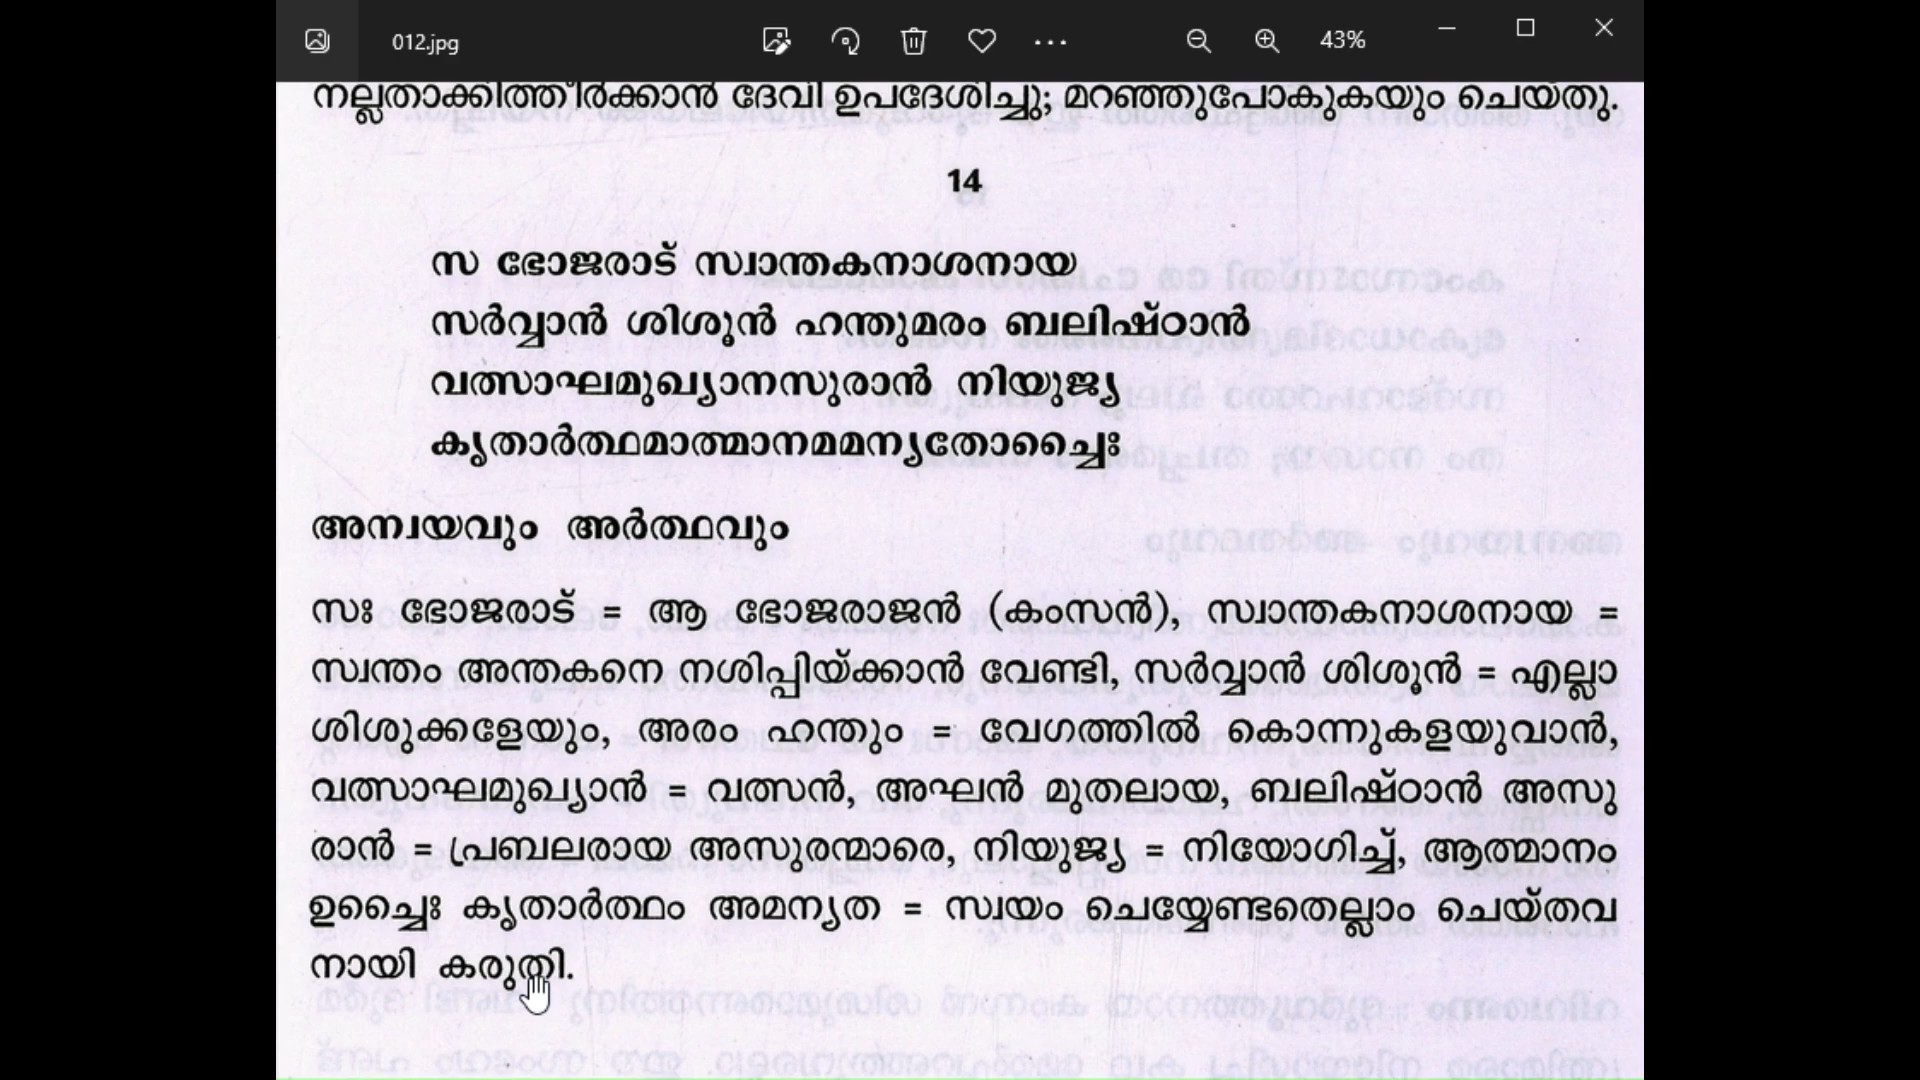 012.jpg
43%
നല്ലതാക്കിത്തീർക്കാൻ ദേവി ഉപദേശിച്ചു; മറഞ്ഞുപോകുകയും ചെയ്തു.
14
സ ഭോജരാട് സ്വാന്തകനാശനായ
സർവ്വാൻ ശിശൂൻ ഹന്തുമരം ബലിഷ്ഠാൻ
വത്സാഘമുഖ്യാനസുരാൻ നിയുജ്യ
കൃതാർത്ഥമാത്മാനമമന്യതോച്ചൈഃ
അന്വയവും അർത്ഥവും
സഃ ഭോജരാട് = ആ ഭോജരാജൻ (കംസൻ), സ്വാന്തകനാശനായ =
സ്വന്തം അന്തകനെ നശിപ്പിയ്ക്കാൻ വേണ്ടി, സർവ്വാൻ ശിശൂൻ = എല്ലാ
ശിശുക്കളേയും, അരം ഹന്തും = വേഗത്തിൽ കൊന്നുകളയുവാൻ,
വത്സാഘമുഖ്യാൻ = വത്സൻ, അഘൻ മുതലായ, ബലിഷ്ഠാൻ അസു
രാൻ = പ്രബലരായ അസുരന്മാരെ, നിയുജ്യ = നിയോഗിച്ച്, ആത്മാനം
ഉച്ചൈഃ കൃതാർത്ഥം അമന്യത = സ്വയം ചെയ്യേണ്ടതെല്ലാം ചെയ്തവ
നായി കരുതി.